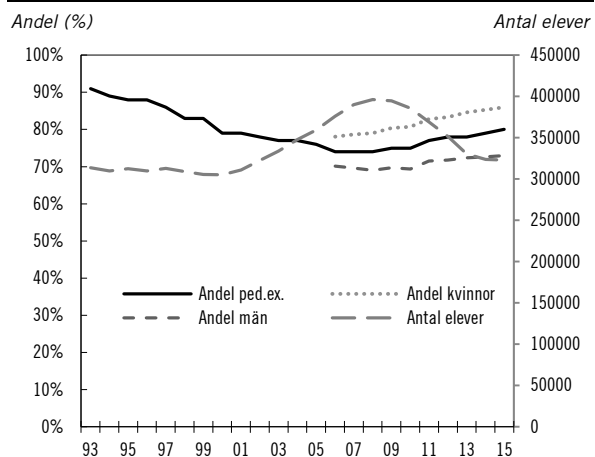 Andel (%) Antal elever
100% 450000
90% 400000
80% 350000
70% 300000
60% 250000
50% 200000
40% 150000
30% 100000
20% 50000
10% 0
0%
Andel ped.ex. Andel kvinnor
Andel män Antal elever
93 95 97 99 01 03 05 07 09 11 13 15